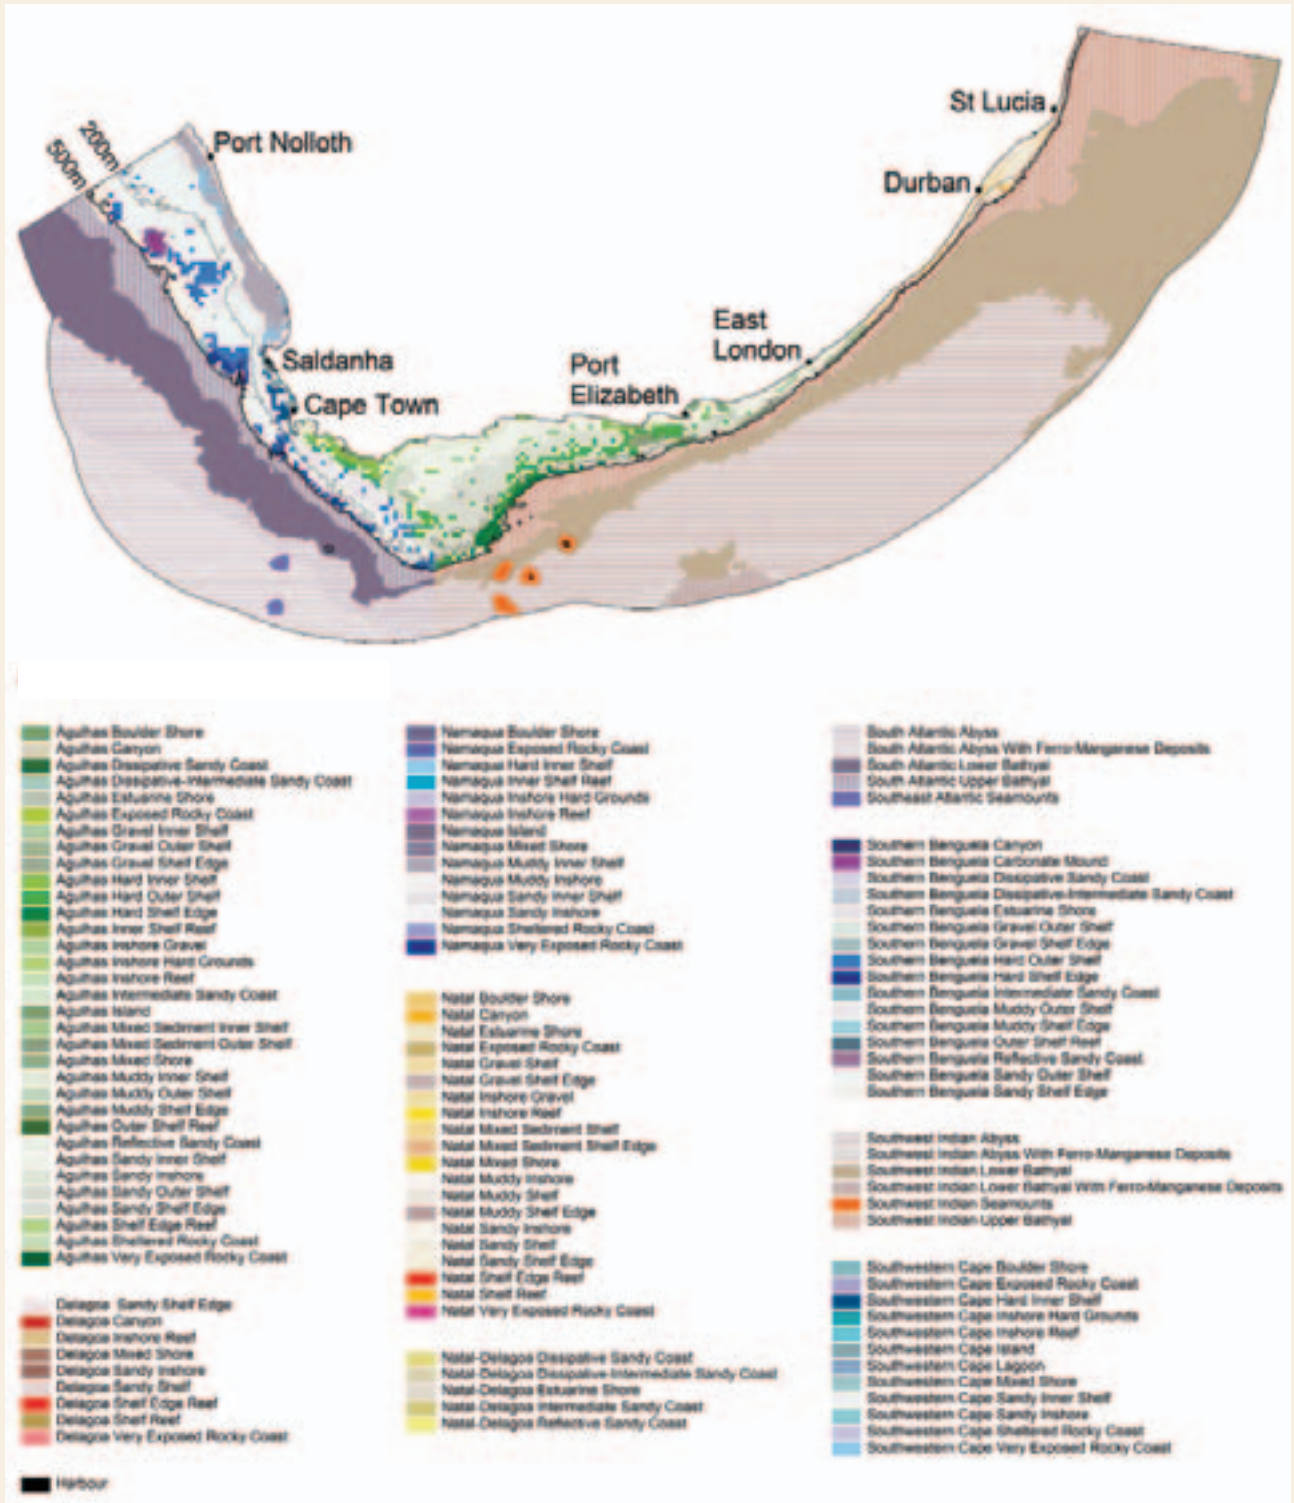 St Lucia
Port Nolloth
200m
500m
Durban
East
London
Saldanha
Port
Elizabeth
Cape Town
Agulhas Boulder Shore
Agulhas Canyon
Agulhas Dissipative Sandy Coast
Agulhas Dissipative-Intermediate Sandy Coast
Agulhas Estuarine Shore
Agulhas Exposed Rocky Coast
Agulhas Gravel Inner Shelf
Agulhas Gravel Outer Shelf
Agulhas Gravel Shelf Edge
Agulhas Hard Inner Shelf
Agulhas Hard Outer Shelf
Agulhas Hard Shelf Edge
Agulhas Inner Shelf Reef
Agulhas Inshore Gravel
Agulhas Inshore Hard Grounds
Agulhas Inshore Reef
Agulhas Intermediate Sandy Coast
Agulhas Island
Agulhas Mixed Sediment Inner Shelf
Agulhas Mixed Sediment Outer Shelf
Agulhas Mixed Shore
Agulhas Muddy Inner Shelf
Agulhas Muddy Outer Shelf
Agulhas Muddy Shelf Edge
Agulhas Outer Shelf Reef
Agulhas Reflective Sandy Coast
Agulhas Sandy Inner Shelf
Agulhas Sandy Inshore
Agulhas Sandy Outer Shelf
Agulhas Sandy Shelf Edge
Agulhas Shelf Edge Reef
Agulhas Sheltered Rocky Coast
Agulhas Very Exposed Rocky Coast
Delagoa Sandy Shelf Edge
Delagoa Canyon
Delagoa Inshore Reef
Delagoa Mixed Shore
Delagoa Sandy Inshore
Delagoa Sandy Shelf
Delagoa Shelf Edge Reef
Delagoa Shelf Reef
Delagoa Very Exposed Rocky Coast
Harbour
Namaqua Boulder Shore
Namaqua Exposed Rocky Coast
Namaqua Hard Inner Shelf
Namaqua Inner Shelf Reef
Namaqua Inshore Hard Grounds
Namaqua Inshore Reef
Namaqua Island
Namaqua Mixed Shore
Namaqua Muddy Inner Shelf
Namaqua Muddy Inshore
Namaqua Sandy Inner Shelf
Namaqua Sandy Inshore
Namaqua Sheltered Rocky Coast
Namaqua Very Exposed Rocky Coast
Natal Boulder Shore
Natal Canyon
Natal Estuarine Shore
Natal Exposed Rocky Coast
Natal Gravel Shelf
Natal Gravel Shelf Edge
Natal Inshore Gravel
Natal Inshore Reef
Natal Mixed Sediment Shelf
Natal Mixed Sediment Shelf Edge
Natal Mixed Shore
Natal Muddy Inshore
Natal Muddy Shelf
Natal Muddy Shelf Edge
Natal Sandy Inshore
Natal Sandy Shelf
Natal Sandy Shelf Edge
Natal Shelf Edge Reef
Natal Shelf Reef
Natal Very Exposed Rocky Coast
Natal-Delagoa Dissipative Sandy Coast
Natal-Delagoa Dissipative-Intermediate Sandy Coast
Natal-Delagoa Estuarine Shore
Natal-Delagoa Intermediate Sandy Coast
Natal-Delagoa Reflective Sandy Coast
South Atlantic Abyss
South Atlantic Abyss With Ferro-Manganese Deposits
South Atlantic Lower Bathyal
South Atlantic Upper Bathyal
Southeast Atlantic Seamounts
Southern Benguela Canyon
Southern Benguela Carbonate Mound
Southern Benguela Dissipative Sandy Coast
Southern Benguela Dissipative-Intermediate Sandy Coast
Southern Benguela Estuarine Shore
Southern Benguela Gravel Outer Shelf
Southern Benguela Gravel Shelf Edge
Southern Benguela Hard Outer Shelf
Southern Benguela Hard Shelf Edge
Southern Benguela Intermediate Sandy Coast
Southern Benguela Muddy Outer Shelf
Southern Benguela Muddy Shelf Edge
Southern Benguela Outer Shelf Reef
Southern Benguela Reflective Sandy Coast
Southern Benguela Sandy Outer Shelf
Southern Benguela Sandy Shelf Edge
Southwest Indian Abyss
Southwest Indian Abyss With Ferro-Manganese Deposits
Southwest Indian Lower Bathyal
Southwest Indian Lower Bathyal With Ferro-Manganese Deposits
Southwest Indian Seamounts
Southwest Indian Upper Bathyal
Southwestern Cape Boulder Shore
Southwestern Cape Exposed Rocky Coast
Southwestern Cape Hard Inner Shelf
Southwestern Cape Inshore Hard Grounds
Southwestern Cape Inshore Reef
Southwestern Cape Island
Southwestern Cape Lagoon
Southwestern Cape Mixed Shore
Southwestern Cape Sandy Inner Shelf
Southwestern Cape Sandy Inshore
Southwestern Cape Sheltered Rocky Coast
Southwestern Cape Very Exposed Rocky Coast